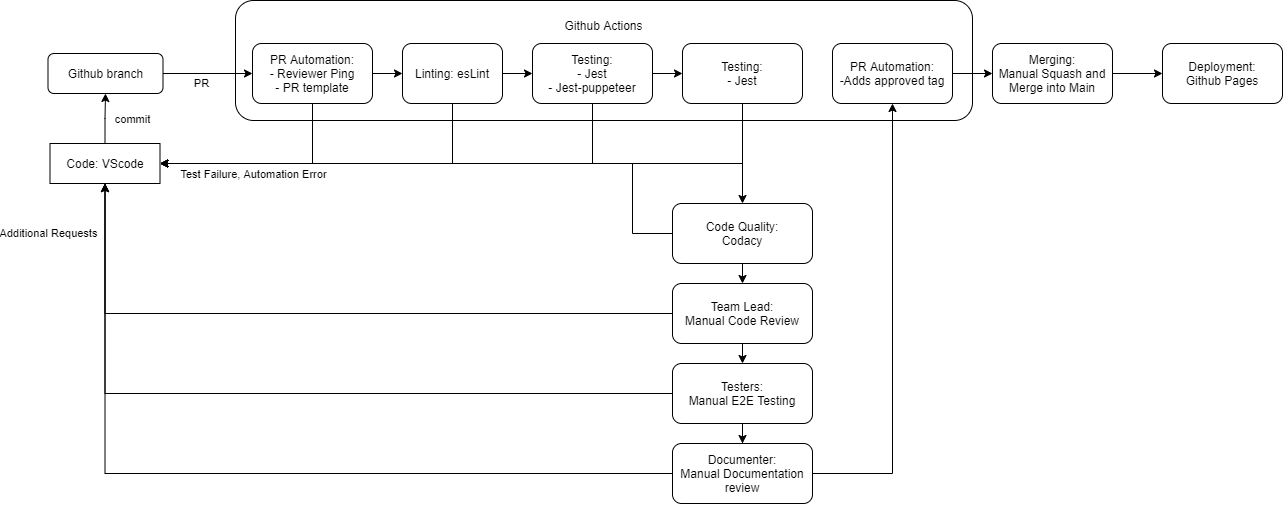 Github Actions
Github branch
PR
PR Automation:
- Reviewer Ping
- PR template
Linting: esLint
Testing:
- Jest
- Jest-puppeteer
Testing:
- Jest
PR Automation:
-Adds approved tag
Merging:
Manual Squash and
Merge into Main
Deployment:
Github Pages
commit
Code: VScode
Test Failure, Automation Error
Additional Requests
Code Quality:
Codacy
Team Lead:
Manual Code Review
Testers:
Manual E2E Testing
Documenter:
Manual Documentation
review